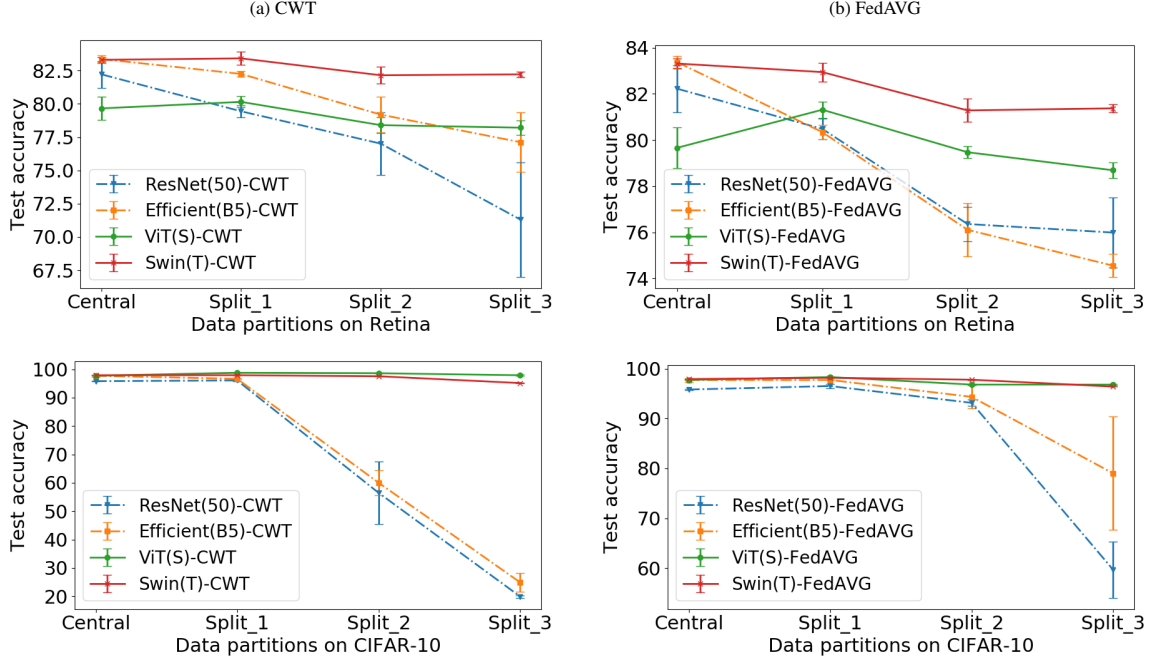 (a) CWT
(b) FedAVG
Test accuracy
82.5
80.0
77.5
75.0
72.5
70.0
67.5
ResNet(50)-CWT
Efficient(B5)-CWT
ViT(S)-CWT
Swin(T)-CWT
Central
Split_1
Split_2
Split_3
Data partitions on Retina
Test accuracy
84
82
80
78
76
74
ResNet(50)-FedAVG
Efficient(B5)-FedAVG
ViT(S)-FedAVG
Swin(T)-FedAVG
Central
Split_1
Split_2
Split_3
Data partitions on Retina
Test accuracy
100
90
80
70
60
50
40
30
20
ResNet(50)-CWT
Efficient(B5)-CWT
ViT(S)-CWT
Swin(T)-CWT
Central
Split_1
Split_2
Split_3
Data partitions on CIFAR-10
Test accuracy
100
90
80
70
60
ResNet(50)-FedAVG
Efficient(B5)-FedAVG
ViT(S)-FedAVG
Swin(T)-FedAVG
Central
Split_1
Split_2
Split_3
Data partitions on CIFAR-10